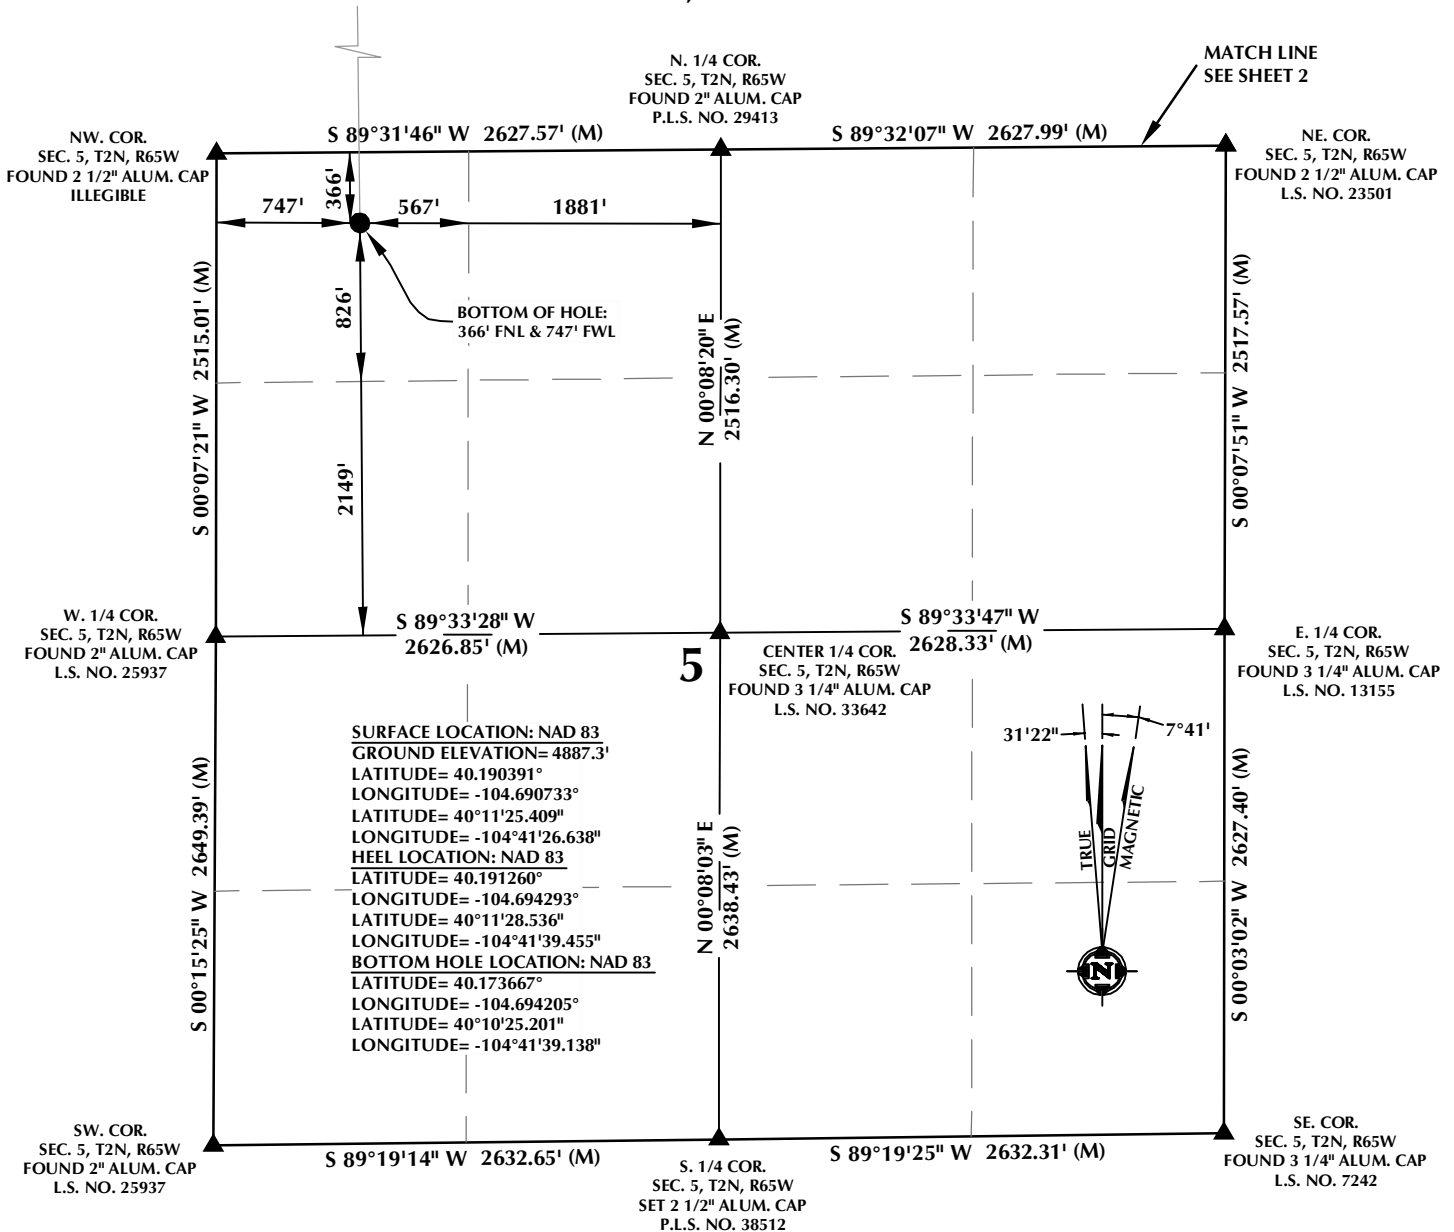 N. 1/4 COR.
SEC. 5, T2N, R65W
FOUND 2" ALUM. CAP
P.L.S. NO. 29413
MATCH LINE
SEE SHEET 2
NW. COR.
SEC. 5, T2N, R65W
FOUND 2 1/2" ALUM. CAP
ILLEGIBLE
S 89°31'46" W 2627.57' (M)
S 89°32'07" W 2627.99' (M)
NE. COR.
SEC. 5, T2N, R65W
FOUND 2 1/2" ALUM. CAP
L.S. NO. 23501
366'
747'
567'
1881'
826'
BOTTOM OF HOLE:
366' FNL & 747' FWL
2149'
S 00°07'21" W 2515.01' (M)
N 00°08'20" E
2516.30' (M)
S 00°07'51" W 2517.57' (M)
W. 1/4 COR.
SEC. 5, T2N, R65W
FOUND 2" ALUM. CAP
L.S. NO. 25937
S 89°33'28" W
2626.85' (M)
S 89°33'47" W
2628.33' (M)
5
CENTER 1/4 COR.
SEC. 5, T2N, R65W
FOUND 3 1/4" ALUM. CAP
L.S. NO. 33642
E. 1/4 COR.
SEC. 5, T2N, R65W
FOUND 3 1/4" ALUM. CAP
L.S. NO. 13155
SURFACE LOCATION: NAD 83
GROUND ELEVATION= 4887.3'
LATITUDE= 40.190391°
LONGITUDE= -104.690733°
LATITUDE= 40°11'25.409"
LONGITUDE= -104°41'26.638"
HEEL LOCATION: NAD 83
LATITUDE= 40.191260°
LONGITUDE= -104.694293°
LATITUDE= 40°11'28.536"
LONGITUDE= -104°41'39.455"
BOTTOM HOLE LOCATION: NAD 83
LATITUDE= 40.173667°
LONGITUDE= -104.694205°
LATITUDE= 40°10'25.201"
LONGITUDE= -104°41'39.138"
31'22"
7°41'
TRUE
GRID
MAGNETIC
N
S 00°15'25" W 2649.39' (M)
N 00°08'03" E
2638.43' (M)
S 00°03'02" W 2627.40' (M)
SW. COR.
SEC. 5, T2N, R65W
FOUND 2" ALUM. CAP
L.S. NO. 25937
S 89°19'14" W 2632.65' (M)
S. 1/4 COR.
SEC. 5, T2N, R65W
SET 2 1/2" ALUM. CAP
P.L.S. NO. 38512
S 89°19'25" W 2632.31' (M)
SE. COR.
SEC. 5, T2N, R65W
FOUND 3 1/4" ALUM. CAP
L.S. NO. 7242